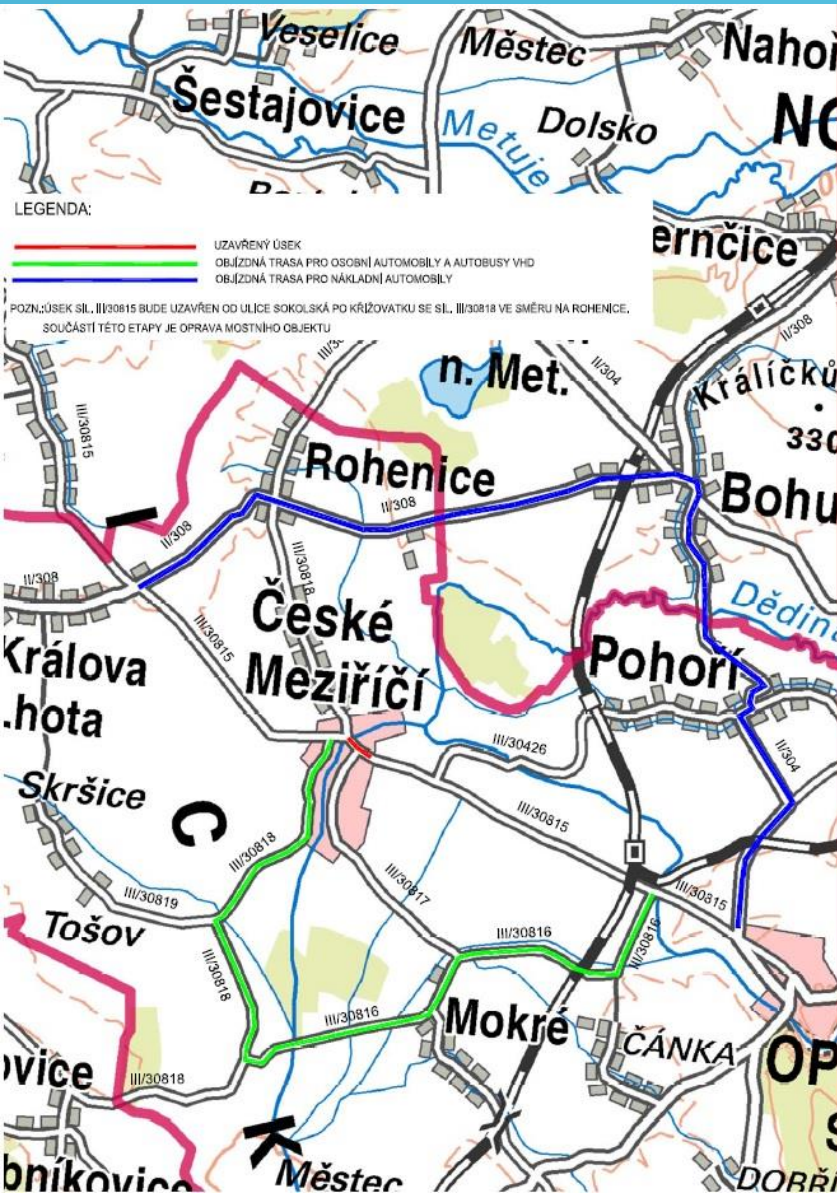 Veselice
Městec
Šestajovice
Metuje
Dolsko
LEGENDA:
UZAVŘENÝ ÚSEK
OBJÍZDNÁ TRASA PRO OSOBNÍ AUTOMOBILY A AUTOBUSY VHD
OBJÍZDNÁ TRASA PRO NÁKLADNÍ AUTOMOBILY
POZN.:ÚSEK SIL. III/30815 BUDE UZAVŘEN OD ULICE SOKOLSKÁ PO KŘIŽOVATKU SE SIL. III/30818 VE SMĚRU NA ROHENICE.
SOUČÁSTÍ TÉTO ETAPY JE OPRAVA MOSTNÍHO OBJEKTU
ernčice
II/308
II/304
n. Met.
Králíčků
330
III/30815
Rohenice
II/308
Bohu
II/308
II/308
III/30818
České
Meziříčí
III/30815
Dědin
Pohoří
Králova
.hota
III/30426
II/304
Skršice
C
III/30815
III/30818
III/30819
III/30817
III/30815
Tošov
III/30816
III/30816
III/30818
III/30816
Mokré
ČÁNKA
OP
ovice
III/30818
K
Městec
DOBŘ